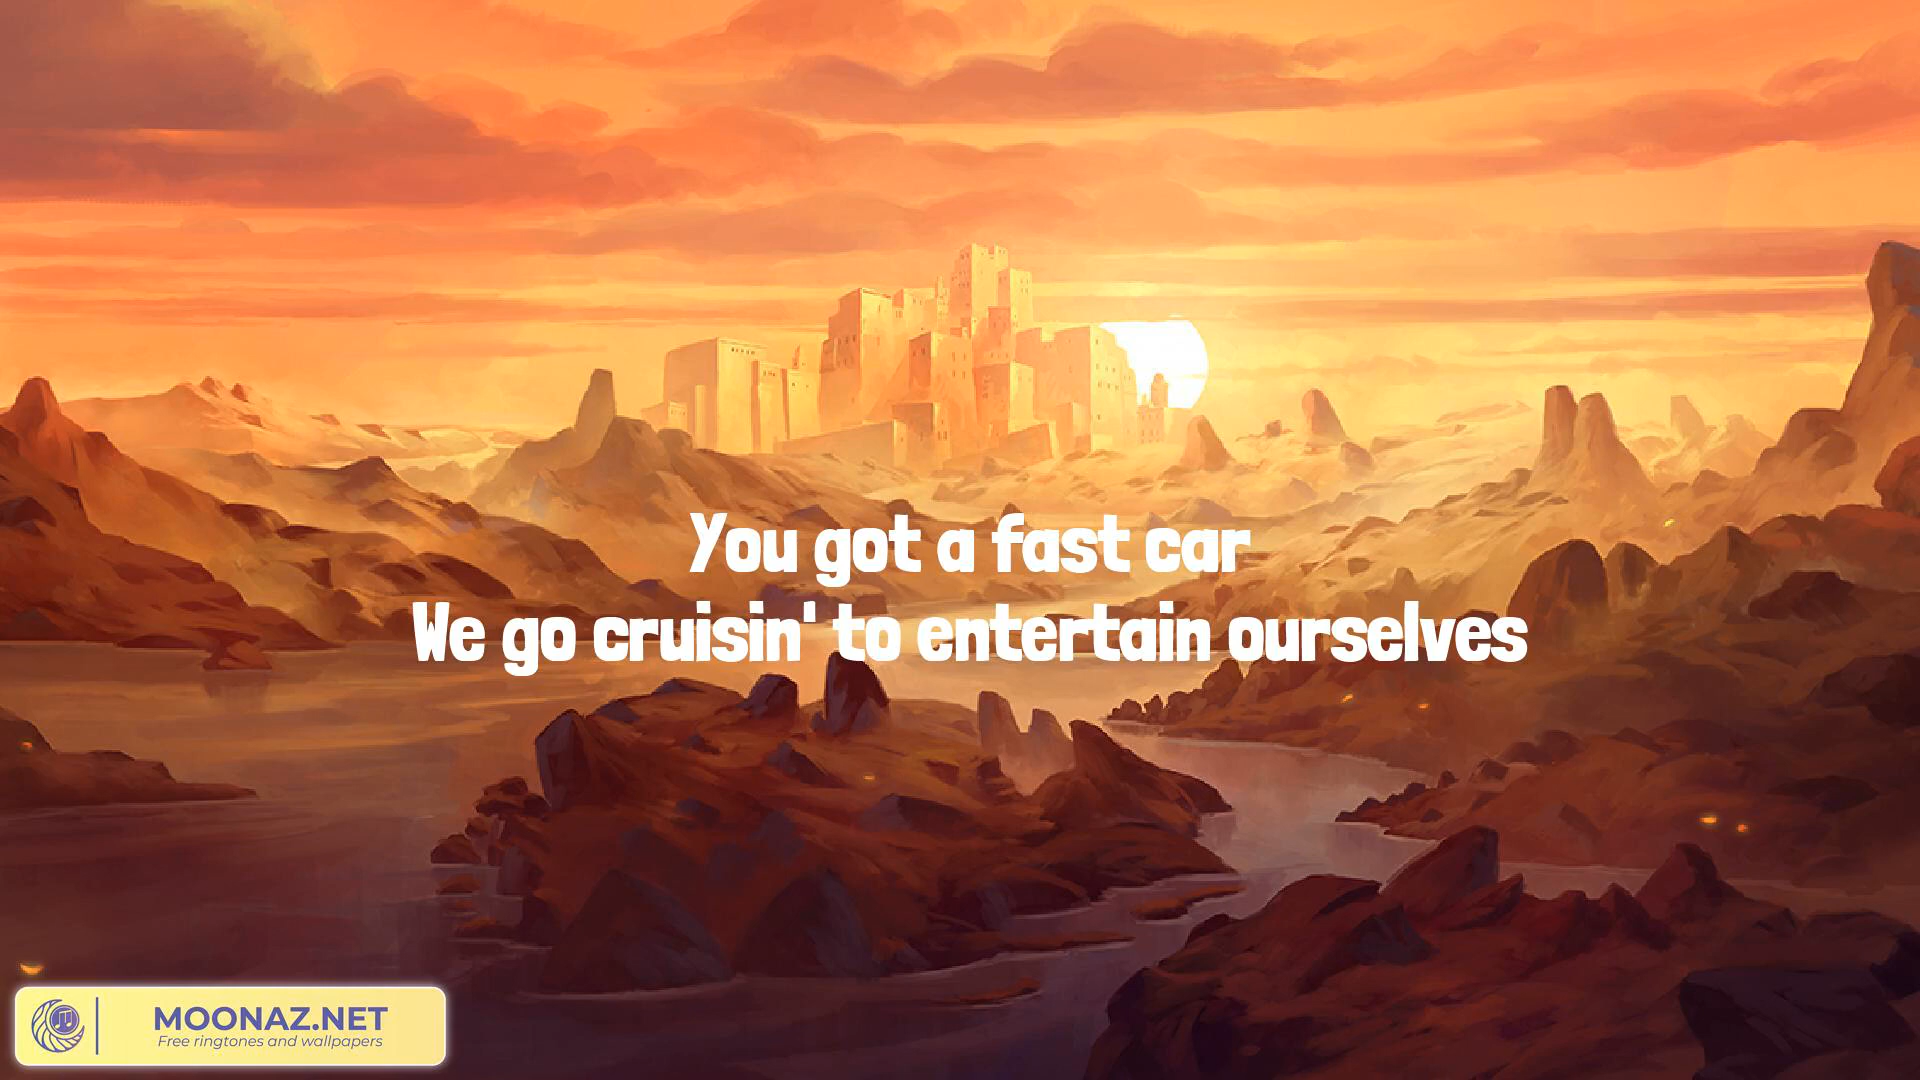 You got a fast car
We go cruisin' to entertain ourselves
MOONAZ.NET
Free ringtones and wallpapers